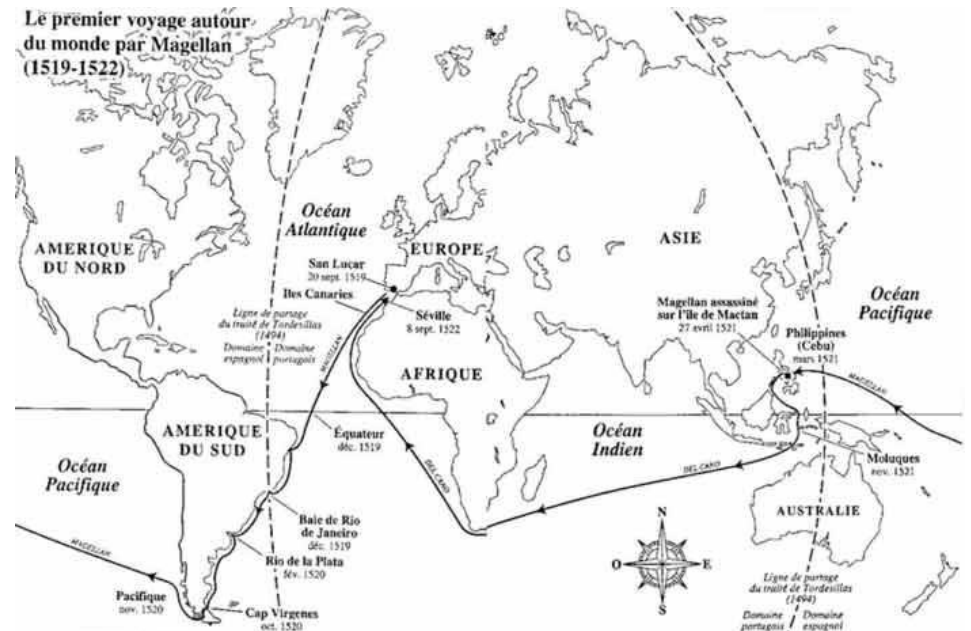 Le premier voyage autour
du monde par Magellan
(1519-1522)
Océan
Atlantique
AMERIQUE
DU NORD
EUROPE
ASIE
San Lucar
20 sept. 1519
Iles Canaries
Séville
8 sept. 1522
Ligne de partage
du traité de Tordesillas
(1494)
Domaine
espagnol
Domaine
portugais
MAGELLAN
Magellan assassiné
sur l'île de Mactan
27 avril 1521
Océan
Pacifique
Philippines
(Cebu)
mars 1521
MAGELLAN
AFRIQUE
AMERIQUE
DU SUD
Équateur
déc. 1519
Océan
Indien
Océan
Pacifique
DEL CANO
DEL CANO
Moluques
nov. 1521
AUSTRALIE
Baie de Rio
de Janeiro
déc. 1519
Rio de la Plata
fév. 1520
MAGELLAN
Pacifique
nov. 1520
Cap Virgenes
oct. 1520
N
O
E
S
Ligne de partage
du traité de Tordesillas
(1494)
Domaine
portugais
Domaine
espagnol